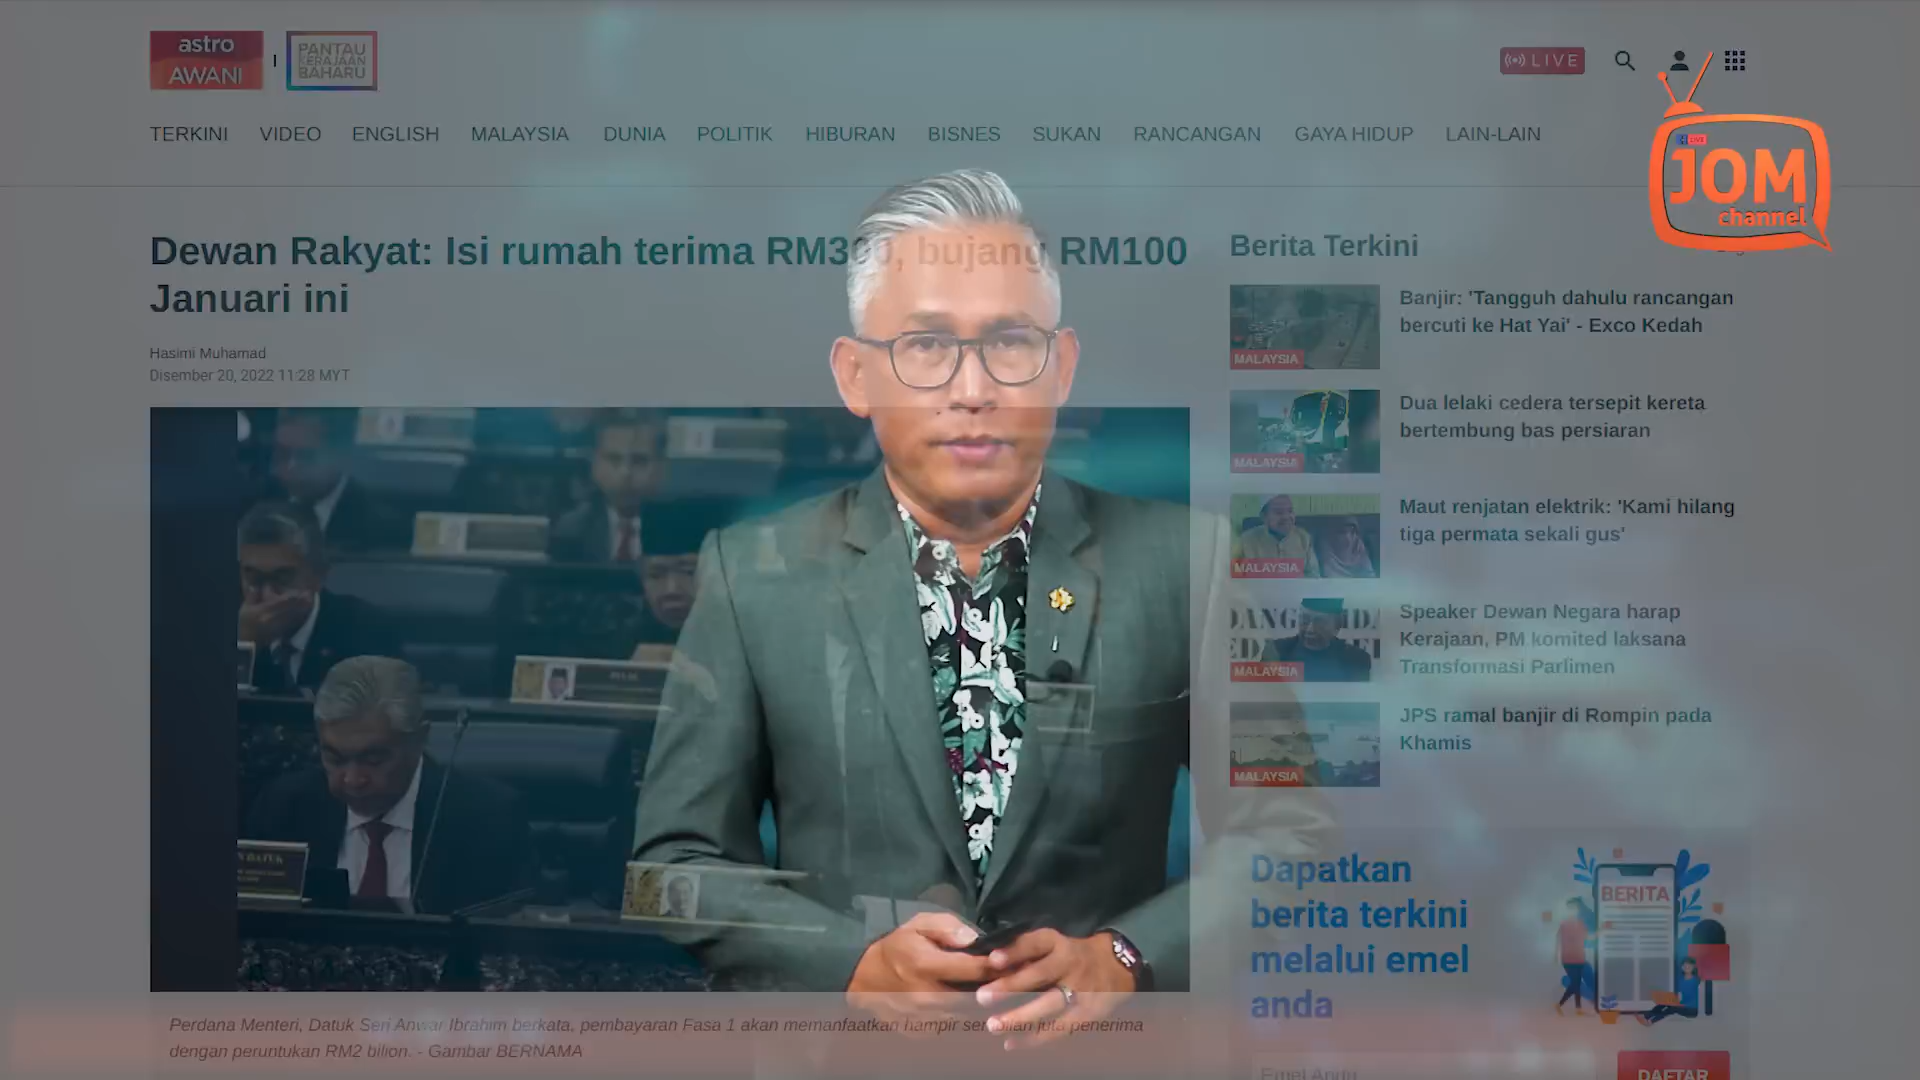 astro
AWANI
PANTAU
KERAJAAN
BAHARU
LIVE
TERKINI VIDEO ENGLISH MALAYSIA DUNIA POLITIK HIBURAN BISNES SUKAN RANCANGAN GAYA HIDUP LAIN-LAIN
LIVE
JOM
channel
Dewan Rakyat: Isi rumah terima RM300, bujang RM100
Januari ini
Hasimi Muhamad
Disember 20, 2022 11:28 MYT
Perdana Menteri, Datuk Seri Anwar Ibrahim berkata, pembayaran Fasa 1 akan memanfaatkan hampir sembilan juta penerima
dengan peruntukan RM2 bilion. - Gambar BERNAMA
Berita Terkini
MALAYSIA
Banjir: 'Tangguh dahulu rancangan
bercuti ke Hat Yai' - Exco Kedah
MALAYSIA
Dua lelaki cedera tersepit kereta
bertembung bas persiaran
MALAYSIA
Maut renjatan elektrik: 'Kami hilang
tiga permata sekali gus'
MALAYSIA
Speaker Dewan Negara harap
Kerajaan, PM komited laksana
Transformasi Parlimen
MALAYSIA
JPS ramal banjir di Rompin pada
Khamis
Dapatkan
berita terkini
melalui emel
anda
BERITA
Emel Anda
DAFTAR